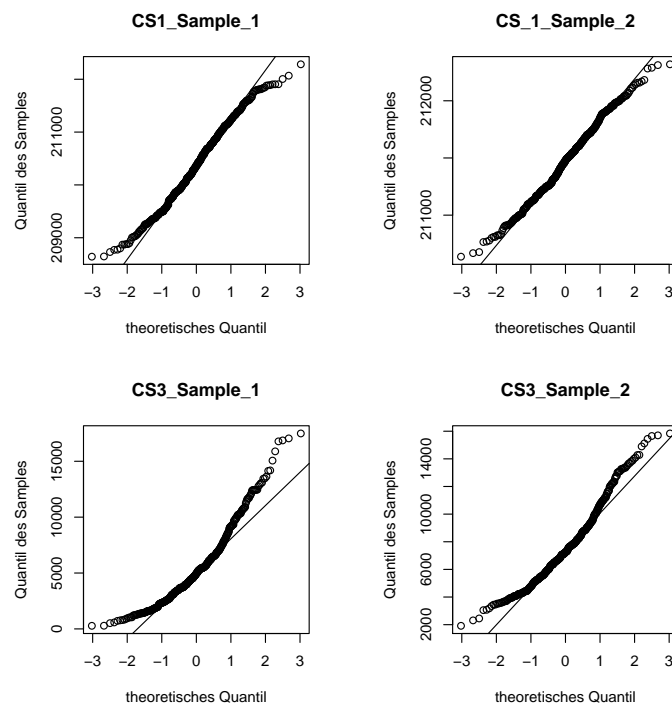 CS1_Sample_1
Quantil des Samples
209000
211000
−3 −2 −1 0 1 2 3
theoretisches Quantil
CS_1_Sample_2
Quantil des Samples
211000
212000
−3 −2 −1 0 1 2 3
theoretisches Quantil
CS3_Sample_1
Quantil des Samples
0
5000
10000
15000
−3 −2 −1 0 1 2 3
theoretisches Quantil
CS3_Sample_2
Quantil des Samples
2000
6000
10000
14000
−3 −2 −1 0 1 2 3
theoretisches Quantil